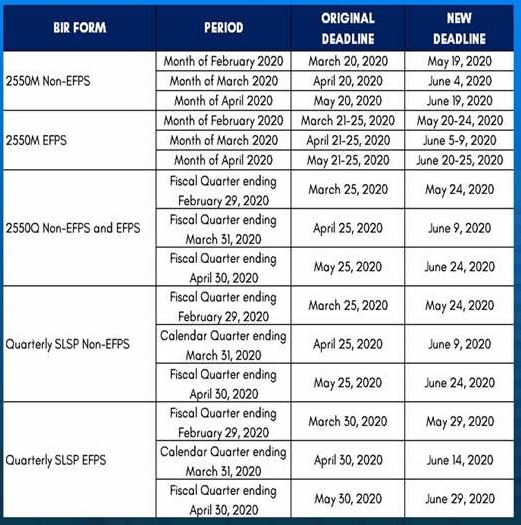 BIR FORM PERIOD ORIGINAL DEADLINE NEW DEADLINE
2550M Non-EFPS
Month of February 2020 March 20, 2020 May 19, 2020
Month of March 2020 April 20, 2020 June 4, 2020
Month of April 2020 May 20, 2020 June 19, 2020
2550M EFPS
Month of February 2020 March 21-25, 2020 May 20-24, 2020
Month of March 2020 April 21-25, 2020 June 5-9, 2020
Month of April 2020 May 21-25, 2020 June 20-25, 2020
2550Q Non-EFPS and EFPS
Fiscal Quarter ending
February 29, 2020
March 25, 2020 May 24, 2020
Fiscal Quarter ending
March 31, 2020
April 25, 2020 June 9, 2020
Fiscal Quarter ending
April 30, 2020
May 25, 2020 June 24, 2020
Quarterly SLSP Non-EFPS
Fiscal Quarter ending
February 29, 2020
March 25, 2020 May 24, 2020
Calendar Quarter ending
March 31, 2020
April 25, 2020 June 9, 2020
Fiscal Quarter ending
April 30, 2020
May 25, 2020 June 24, 2020
Quarterly SLSP EFPS
Fiscal Quarter ending
February 29, 2020
March 30, 2020 May 29, 2020
Calendar Quarter ending
March 31, 2020
April 30, 2020 June 14, 2020
Fiscal Quarter ending
April 30, 2020
May 30, 2020 June 29, 2020